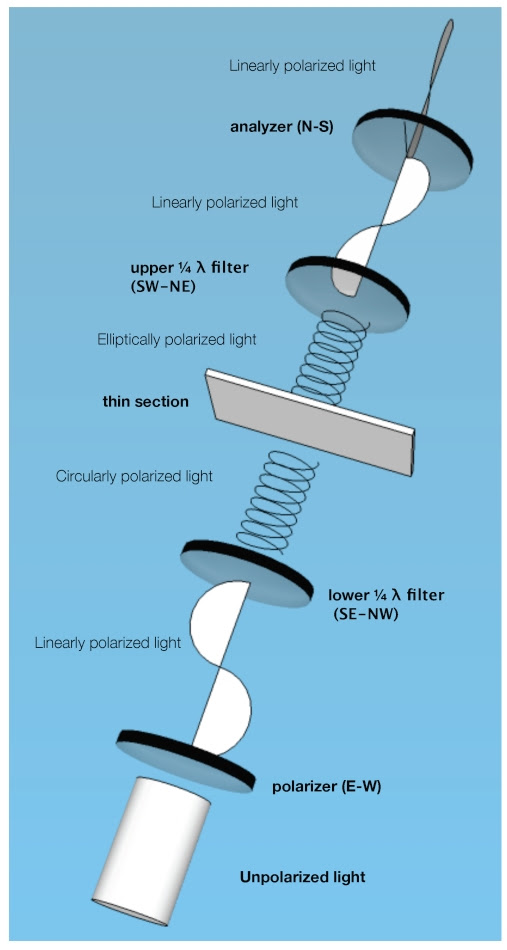 Linearly polarized light
analyzer (N-S)
Linearly polarized light
upper ¼ λ filter
(SW-NE)
Elliptically polarized light
thin section
Circularly polarized light
lower ¼ λ filter
(SE-NW)
Linearly polarized light
polarizer (E-W)
Unpolarized light